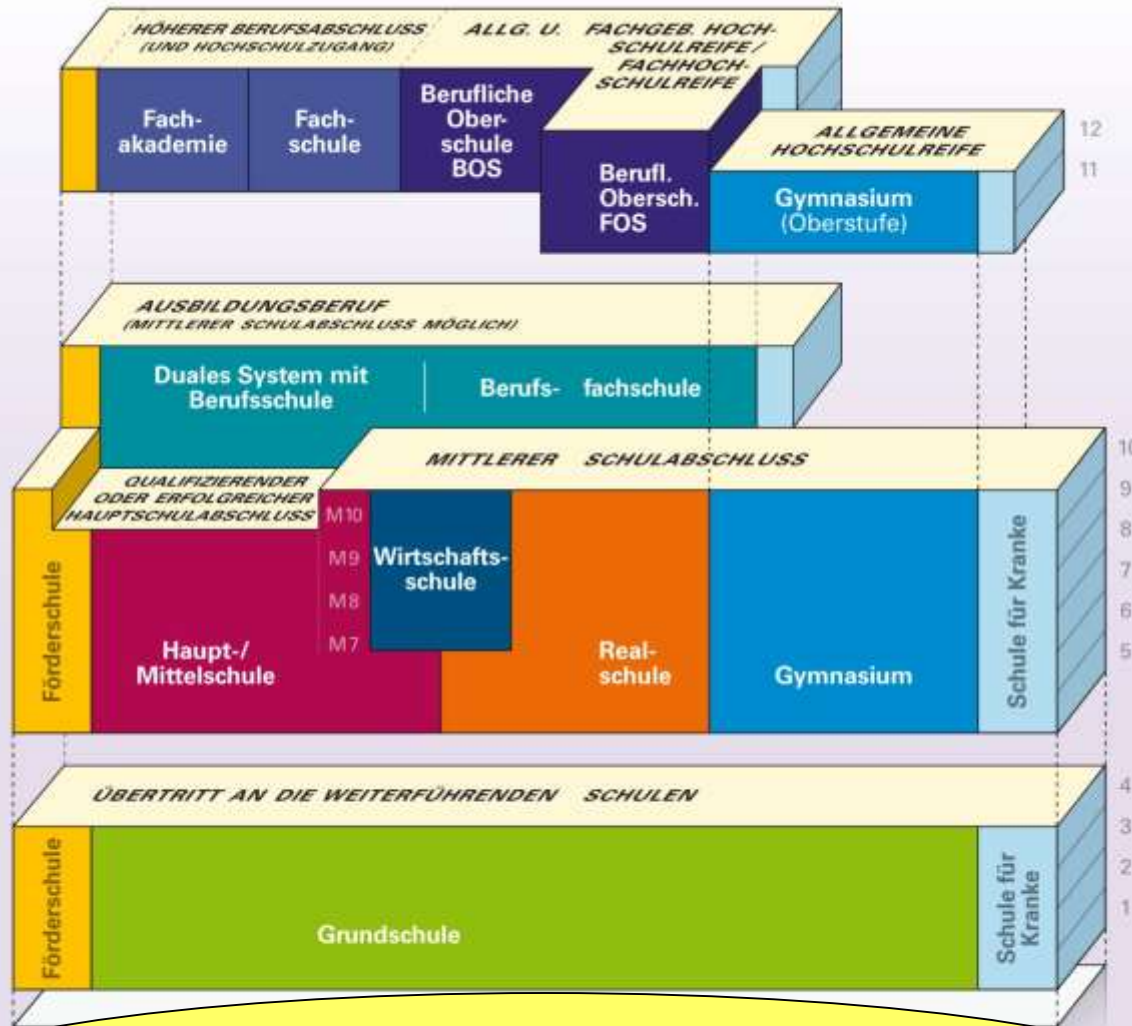 HÖHERER BERUFSABSCHLUSS
(UND HOCHSCHULZUGANG)
ALLG. U. FACHGEB. HOCH-
SCHULREIFE /
FACHHOCH-
SCHULREIFE
Fach-
akademie
Fach-
schule
Berufliche
Ober-
schule
BOS
Berufl.
Obersch.
FOS
ALLGEMEINE
HOCHSCHULREIFE
Gymnasium
(Oberstufe)
12
11
AUSBILDUNGSBERUF
(MITTLERER SCHULABSCHLUSS MÖGLICH)
Duales System mit
Berufsschule
Berufs- fachschule
MITTLERER SCHULABSCHLUSS
QUALIFIZIERENDER
ODER ERFOLGREICHER
HAUPTSCHULABSCHLUSS
Förderschule
Haupt-/
Mittelschule
M10
M9
M8
M7
Wirtschafts-
schule
Real-
schule
Gymnasium
Schule für Kranke
10
9
8
7
6
5
ÜBERTRITT AN DIE WEITERFÜHRENDEN SCHULEN
Förderschule
Grundschule
Schule für
Kranke
4
3
2
1